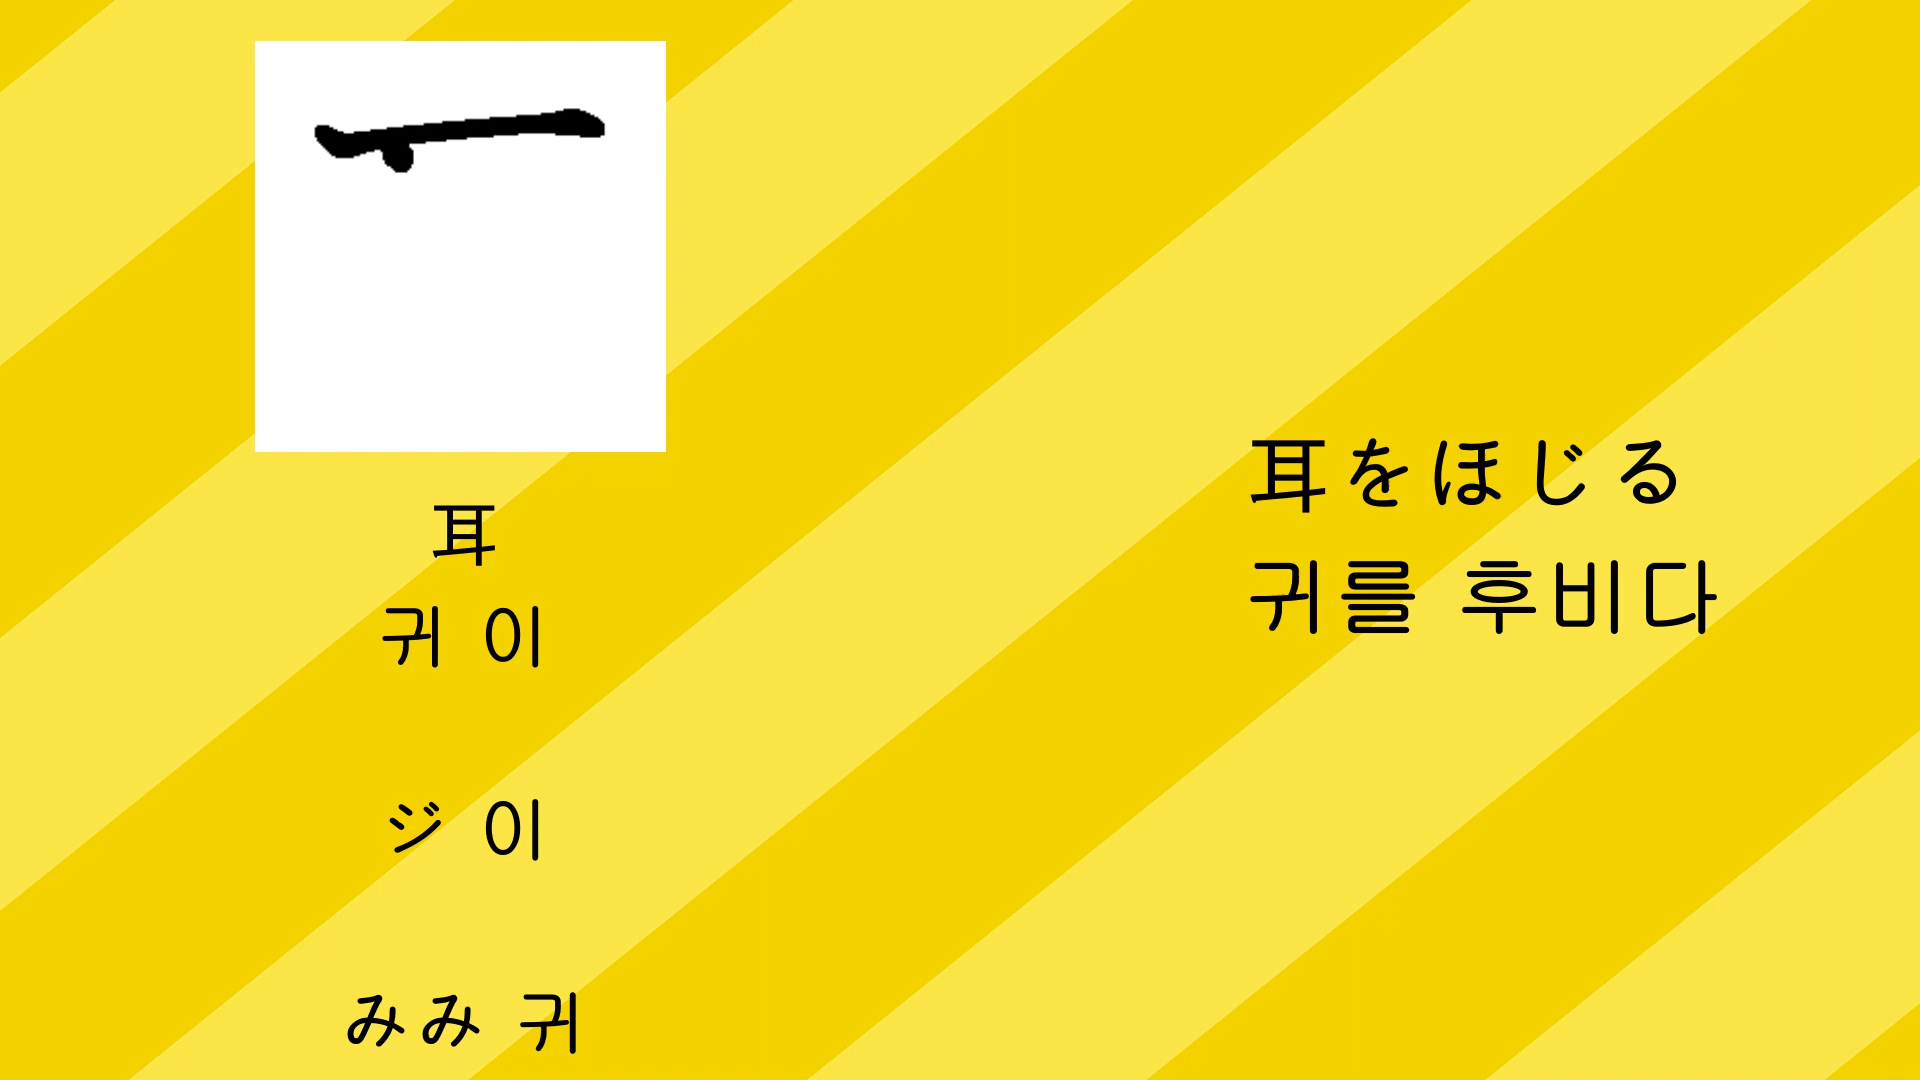 耳
귀 이
ジ 이
みみ 귀
耳をほじる
귀를 후비다